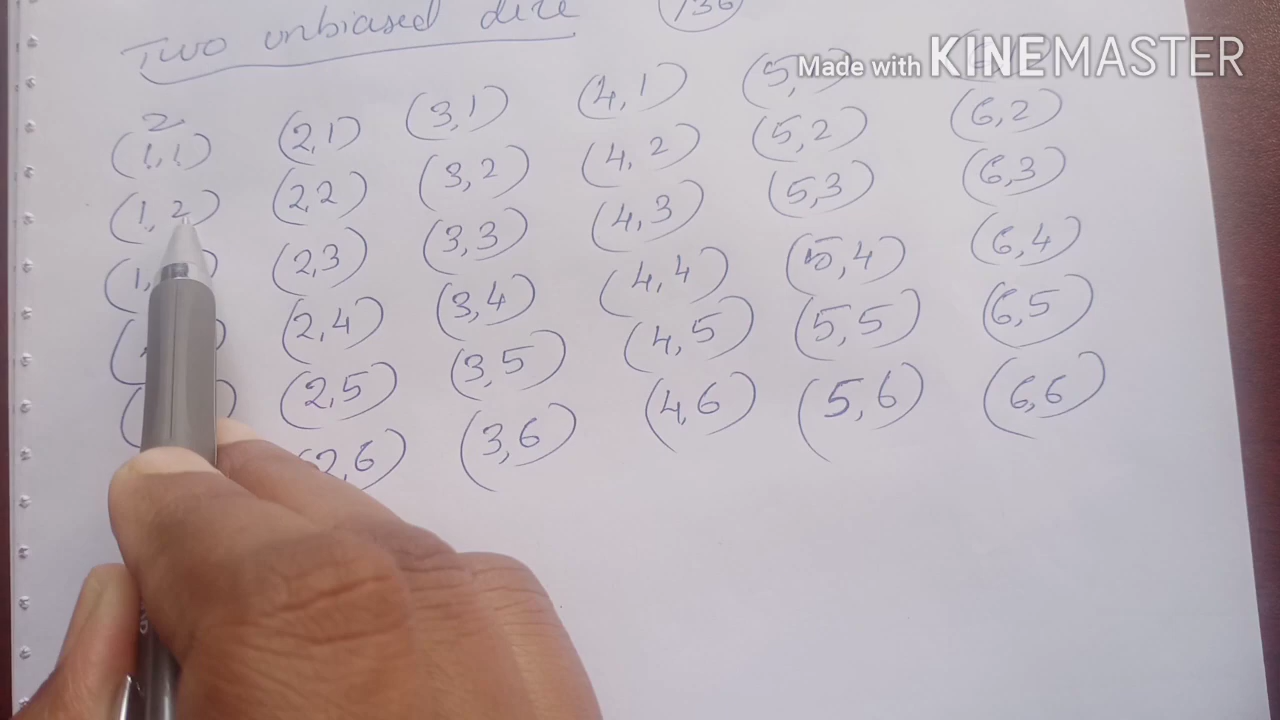 Two unbiased dice /36
Made with KINEMASTER
2
(1,1) (2,1) (3,1) (4,1) (5,
(1,2) (2,2) (3,2) (4,2) (5,2) (6,2)
(1, (2,3) (3,3) (4,3) (5,3) (6,3)
(2,4) (3,4) (4,4) (5,4) (6,4)
(2,5) (3,5) (4,5) (5,5) (6,5)
(2,6) (3,6) (4,6) (5,6) (6,6)